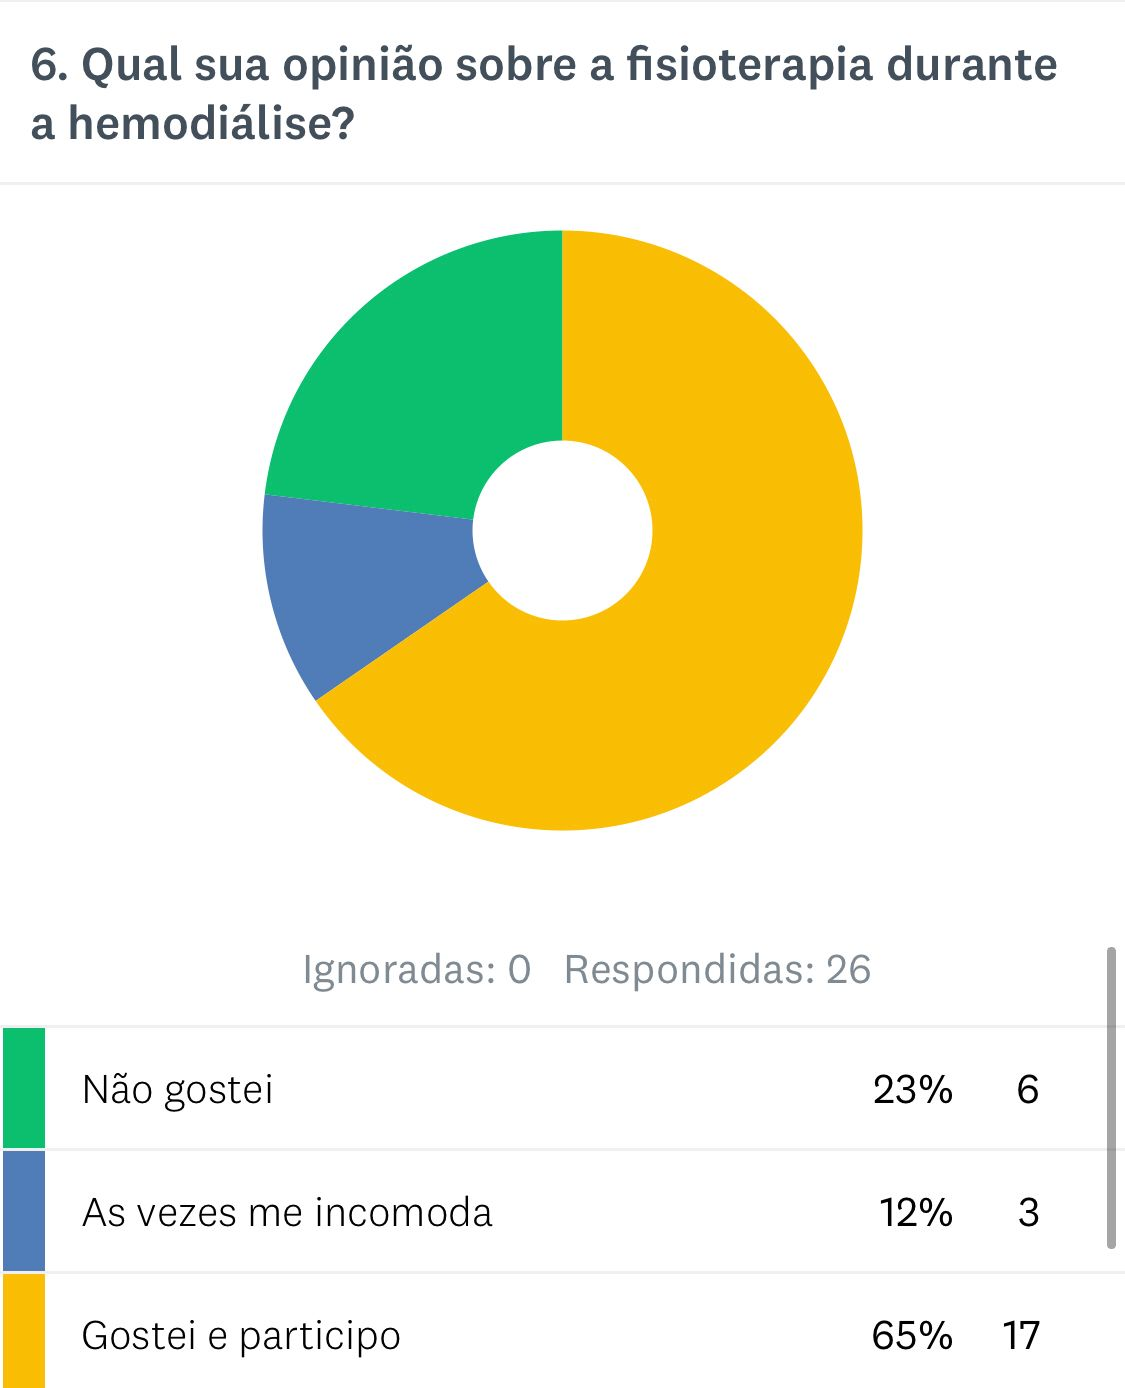 6. Qual sua opinião sobre a fisioterapia durante
a hemodiálise?
Ignoradas: 0 Respondidas: 26
Não gostei 23% 6
As vezes me incomoda 12% 3
Gostei e participo 65% 17